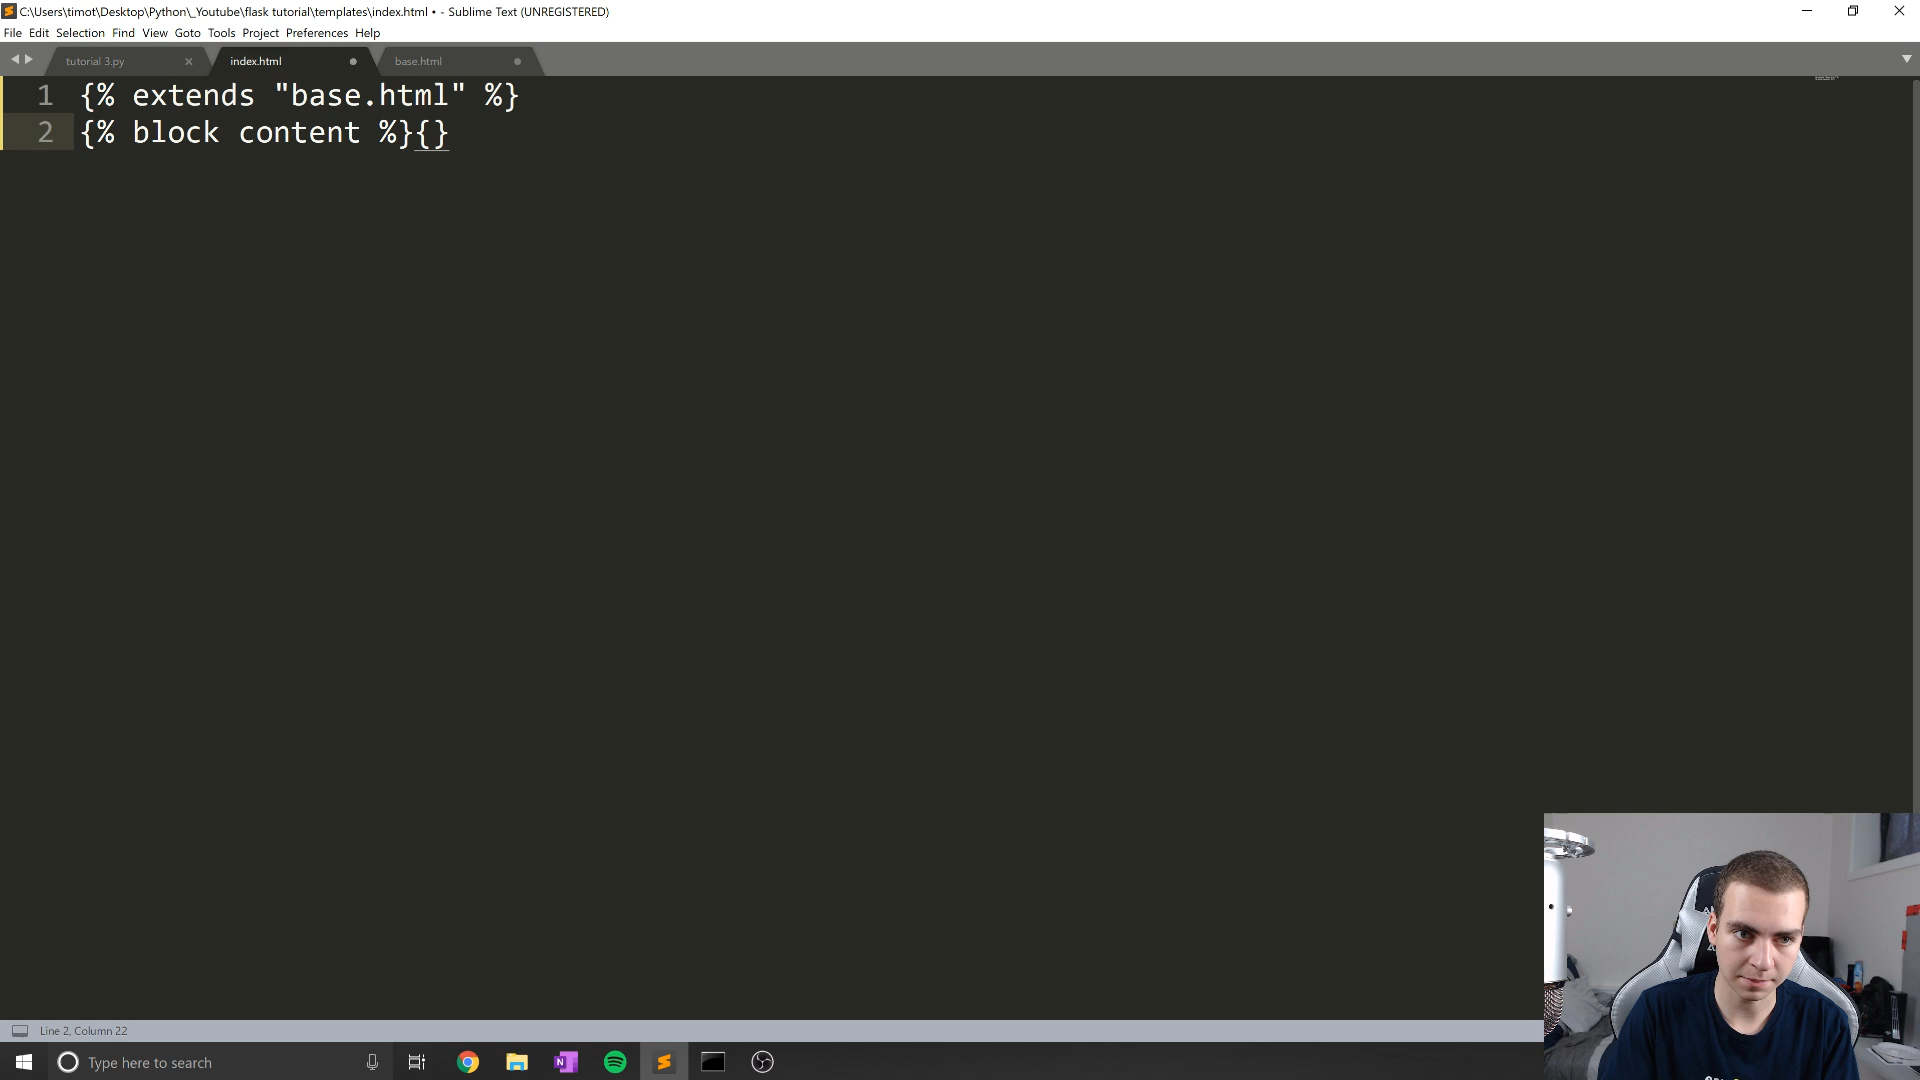 C:\Users\timot\Desktop\Python\_Youtube\flask tutorial\templates\index.html • - Sublime Text (UNREGISTERED)
File Edit Selection Find View Goto Tools Project Preferences Help
tutorial 3.py index.html base.html
1 {% extends "base.html" %}
2 {% block content %}{}
Line 2, Column 22
Type here to search